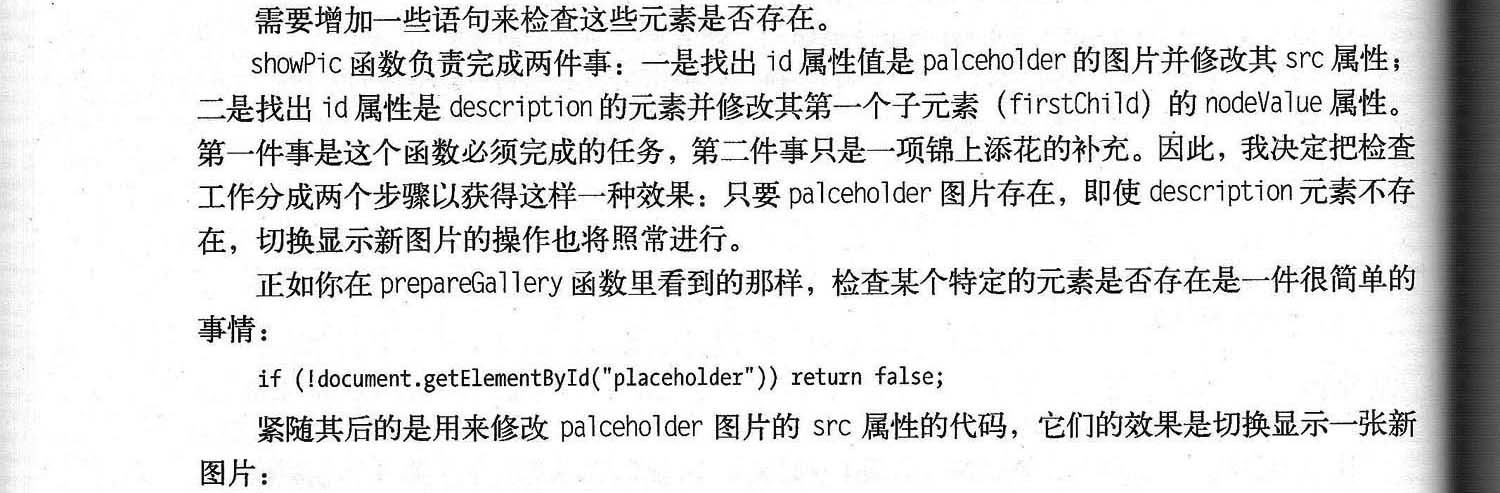 需要增加一些语句来检查这些元素是否存在。
showPic 函数负责完成两件事：一是找出 id 属性值是 palceholder 的图片并修改其 src 属性；
二是找出 id 属性是 description 的元素并修改其第一个子元素（firstChild）的 nodeValue 属性。
第一件事是这个函数必须完成的任务，第二件事只是一项锦上添花的补充。因此，我决定把检查
工作分成两个步骤以获得这样一种效果：只要 palceholder 图片存在，即使 description 元素不存
在，切换显示新图片的操作也将照常进行。
正如你在 prepareGallery 函数里看到的那样，检查某个特定的元素是否存在是一件很简单的
事情：
if (!document.getElementById("placeholder")) return false;
紧随其后的是用来修改 palceholder 图片的 src 属性的代码，它们的效果是切换显示一张新
图片：